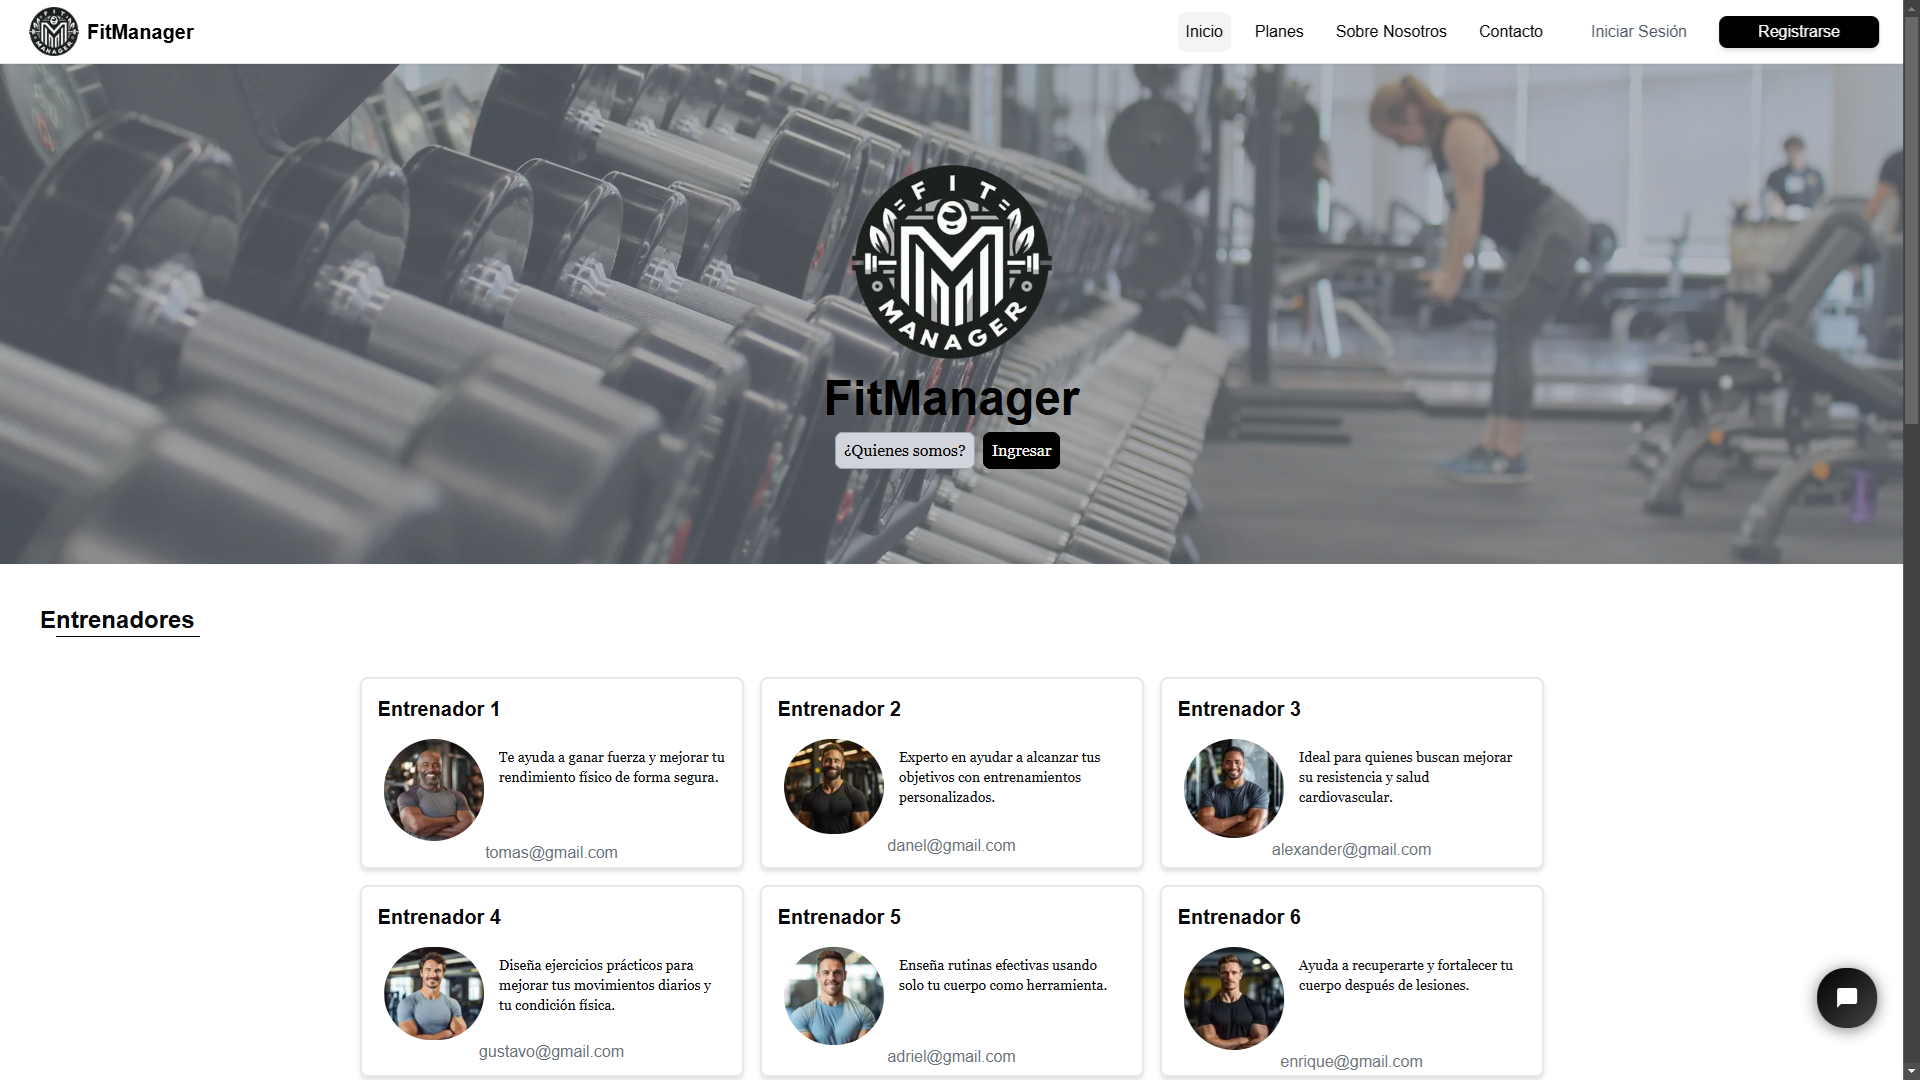 FitManager
Inicio
Planes
Sobre Nosotros
Contacto
Iniciar Sesión
Registrarse
FIT
MANAGER
FitManager
¿Quienes somos?
Ingresar
Entrenadores
Entrenador 1
Te ayuda a ganar fuerza y mejorar tu
rendimiento físico de forma segura.
tomas@gmail.com
Entrenador 2
Experto en ayudar a alcanzar tus
objetivos con entrenamientos
personalizados.
danel@gmail.com
Entrenador 3
Ideal para quienes buscan mejorar
su resistencia y salud
cardiovascular.
alexander@gmail.com
Entrenador 4
Diseña ejercicios prácticos para
mejorar tus movimientos diarios y
tu condición física.
gustavo@gmail.com
Entrenador 5
Enseña rutinas efectivas usando
solo tu cuerpo como herramienta.
adriel@gmail.com
Entrenador 6
Ayuda a recuperarte y fortalecer tu
cuerpo después de lesiones.
enrique@gmail.com